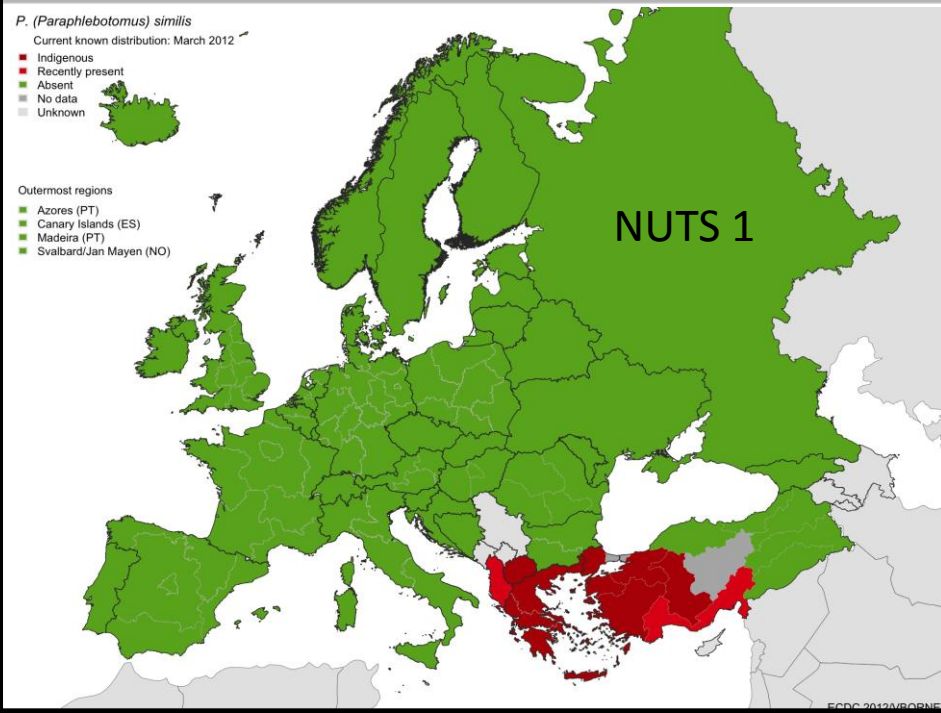 P. (Paraphlebotomus) similis
Current known distribution: March 2012
Indigenous
Recently present
Absent
No data
Unknown
Outermost regions
Azores (PT)
Canary Islands (ES)
Madeira (PT)
Svalbard/Jan Mayen (NO)
NUTS 1
ECDC 2012/VBORNET